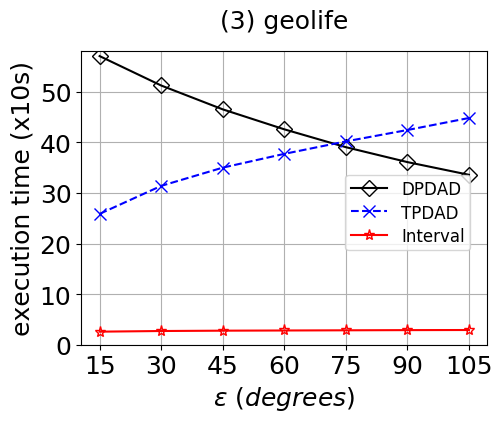 (3) geolife
execution time (x10s)
50
40
30
20
10
0
DPDAD
TPDAD
Interval
15 30 45 60 75 90 105
ε (degrees)